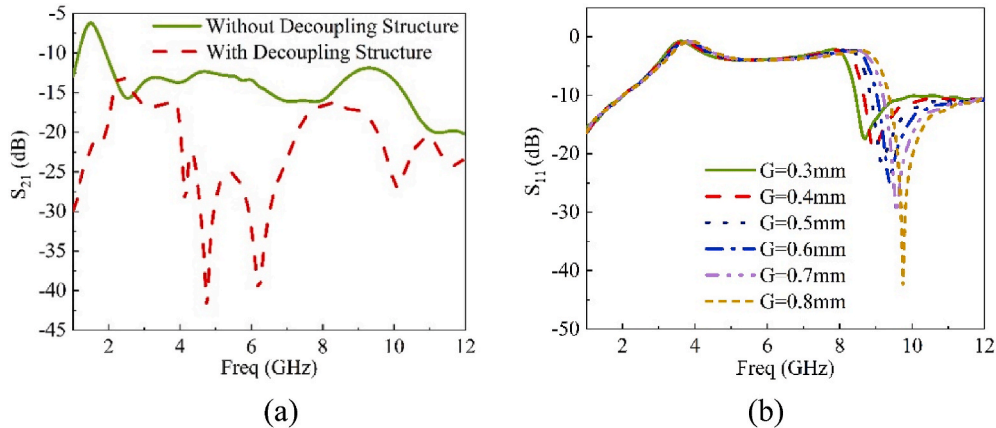 -5
-10
-15
-20
-25
-30
-35
-40
-45
S21 (dB)
Without Decoupling Structure
With Decoupling Structure
2 4 6 8 10 12
Freq (GHz)
(a)
0
-10
-20
-30
-40
-50
S11 (dB)
G=0.3mm
G=0.4mm
G=0.5mm
G=0.6mm
G=0.7mm
G=0.8mm
2 4 6 8 10 12
Freq (GHz)
(b)